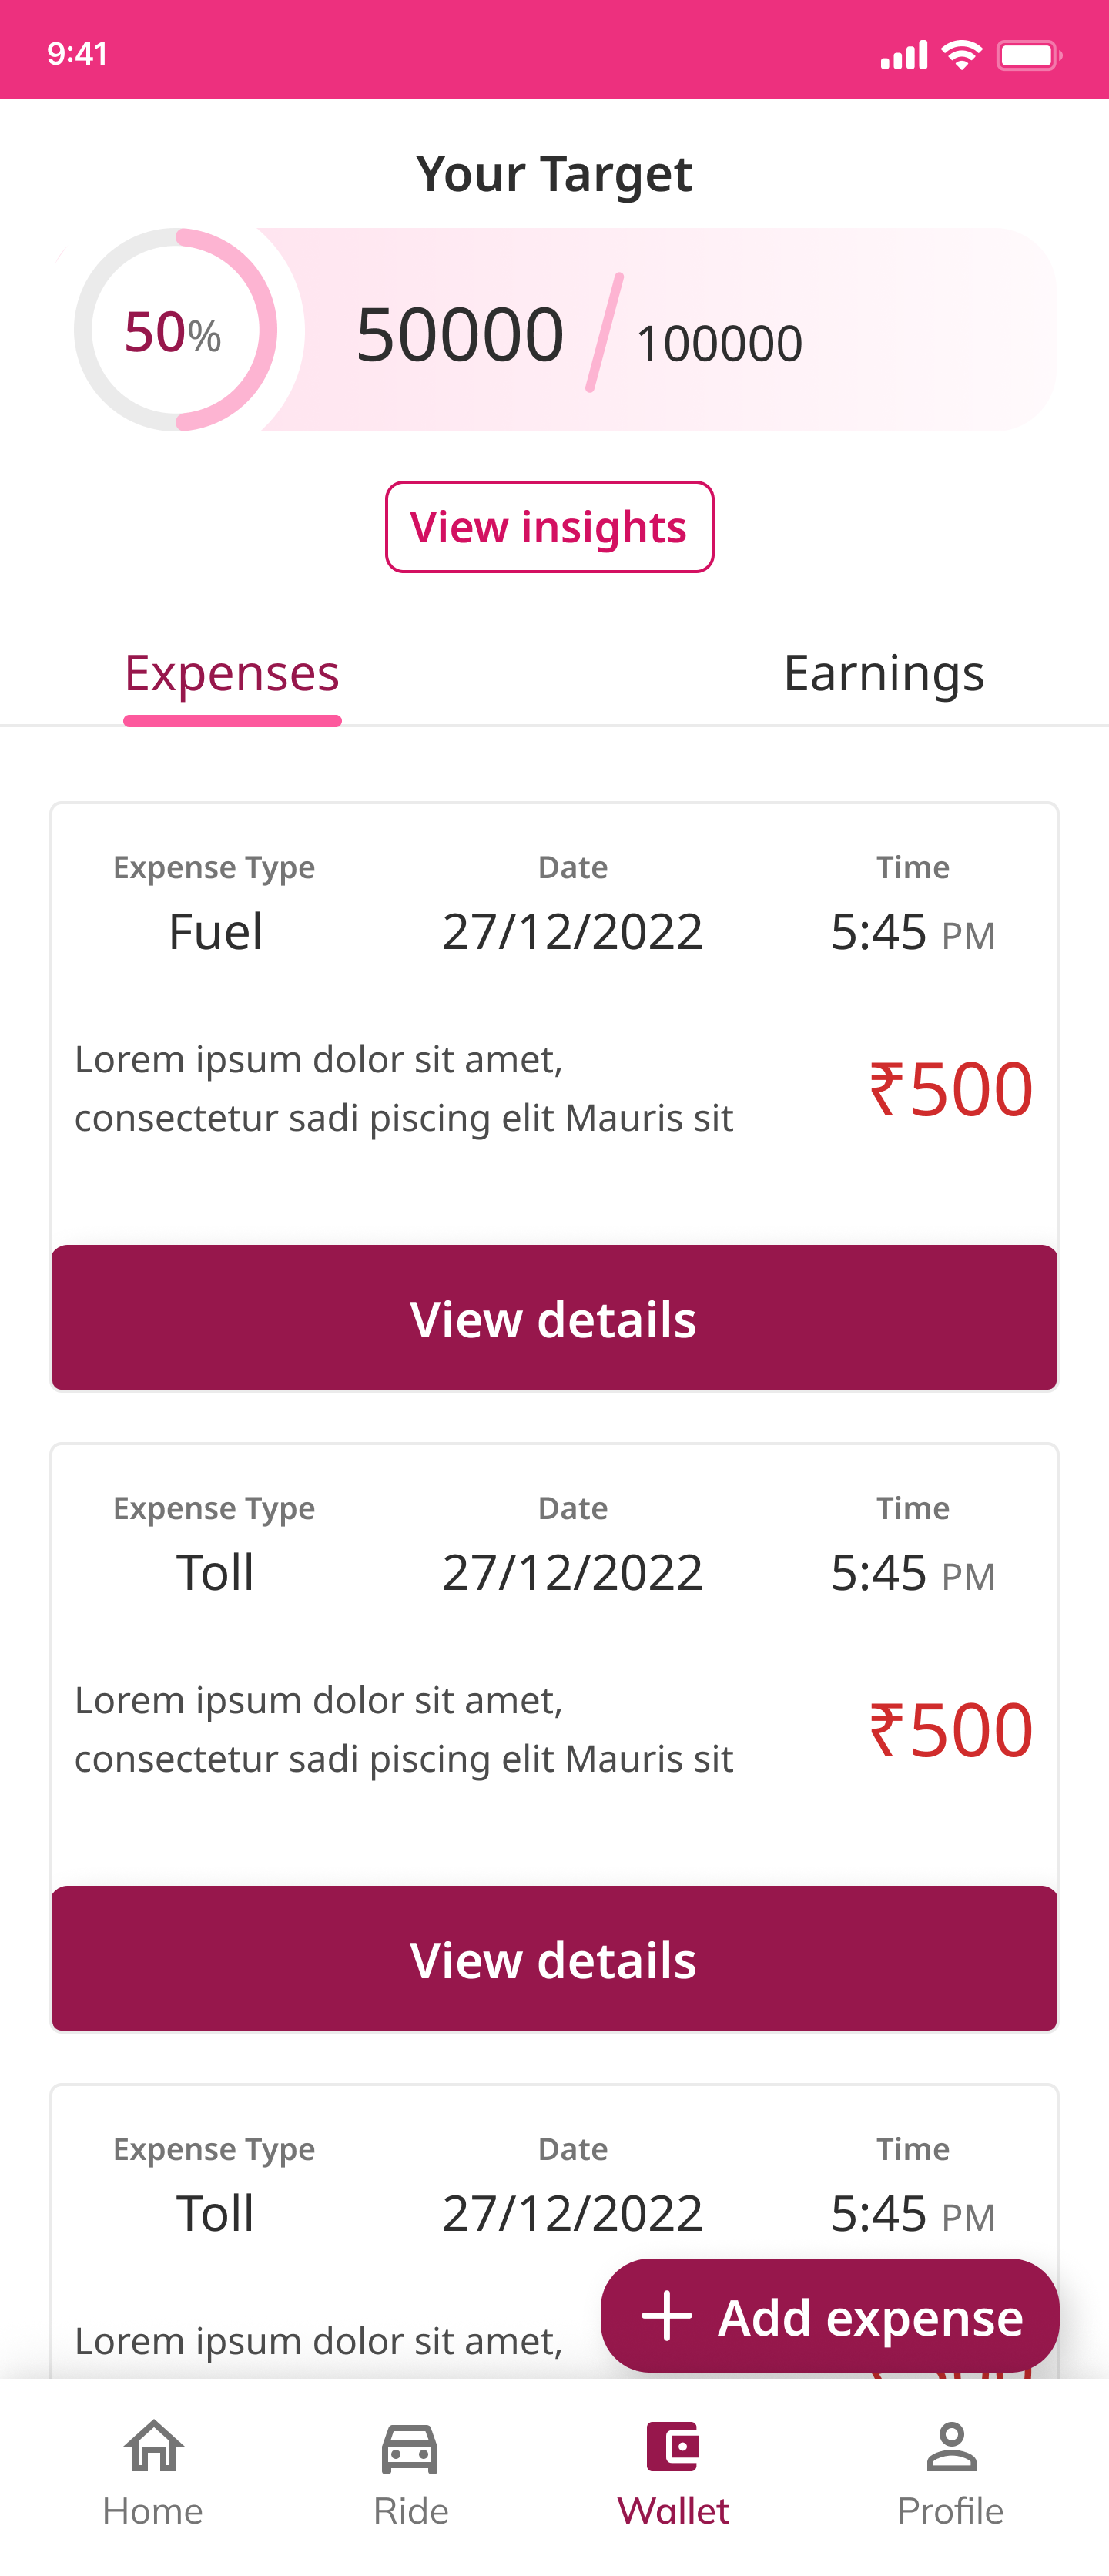 9:41
Your Target
50%
50000 / 100000
View insights
Expenses Earnings
Expense Type Date Time
Fuel 27/12/2022 5:45 PM
Lorem ipsum dolor sit amet,
consectetur sadi piscing elit Mauris sit
₹500
View details
Expense Type Date Time
Toll 27/12/2022 5:45 PM
Lorem ipsum dolor sit amet,
consectetur sadi piscing elit Mauris sit
₹500
View details
Expense Type Date Time
Toll 27/12/2022 5:45 PM
Lorem ipsum dolor sit amet,
+ Add expense
Home Ride Wallet Profile